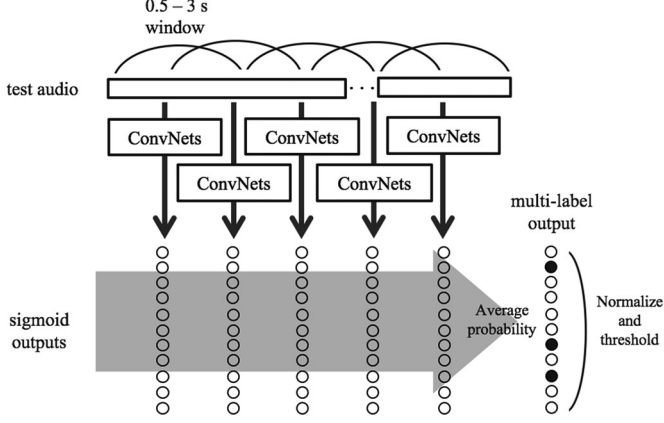 0.5 – 3 s
window
test audio
· · ·
ConvNets
ConvNets
ConvNets
ConvNets
ConvNets
multi-label
output
sigmoid
outputs
Average
probability
Normalize
and
threshold